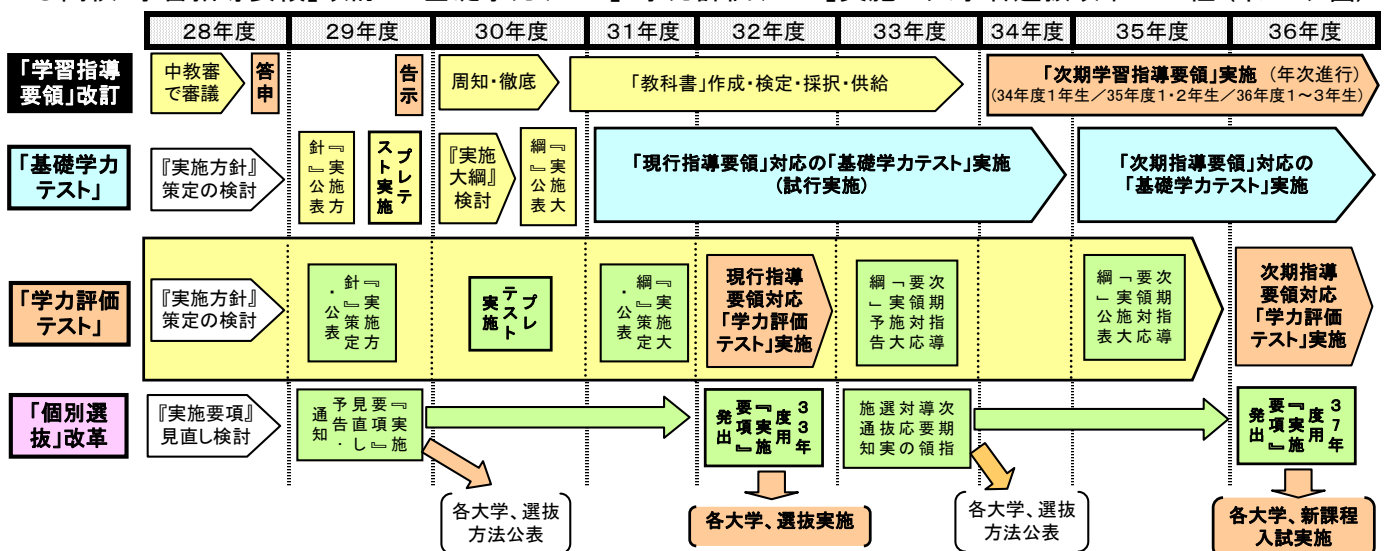 28年度
29年度
30年度
31年度
32年度
33年度
34年度
35年度
36年度
「学習指導
要領」改訂
中教審
で審議
答申
告示
周知・徹底
「教科書」作成・検定・採択・供給
「次期学習指導要領」実施 (年次進行)
(34年度1年生／35年度1・2年生／36年度1～3年生)
「基礎学力
テスト」
『実施方針』
策定の検討
『実施方
針』公表
プレテ
スト実施
『実施
大綱』
検討
『実施大
綱』公表
「現行指導要領」対応の「基礎学力テスト」実施
(試行実施)
「次期指導要領」対応の
「基礎学力テスト」実施
「学力評価
テスト」
『実施方針』
策定の検討
『実施方
針』策定
・公表
プレ
テスト
実施
『実施大
綱』策定
・公表
現行指導
要領対応
「学力評価
テスト」実施
次期指導
要領対応
「実施大
綱」予告
次期指導
要領対応
「実施大
綱」公表
次期指導
要領対応
「学力評価
テスト」実施
「個別選
抜」改革
『実施要項』
見直し検討
『実施
要項』
見直し
予告・
通知
33年
度用
『実施
要項』
発出
次期指
導要領
対応の
選抜実
施通知
37年
度用
『実施
要項』
発出
各大学、選抜
方法公表
各大学、選抜実施
各大学、選抜
方法公表
各大学、新課程
入試実施